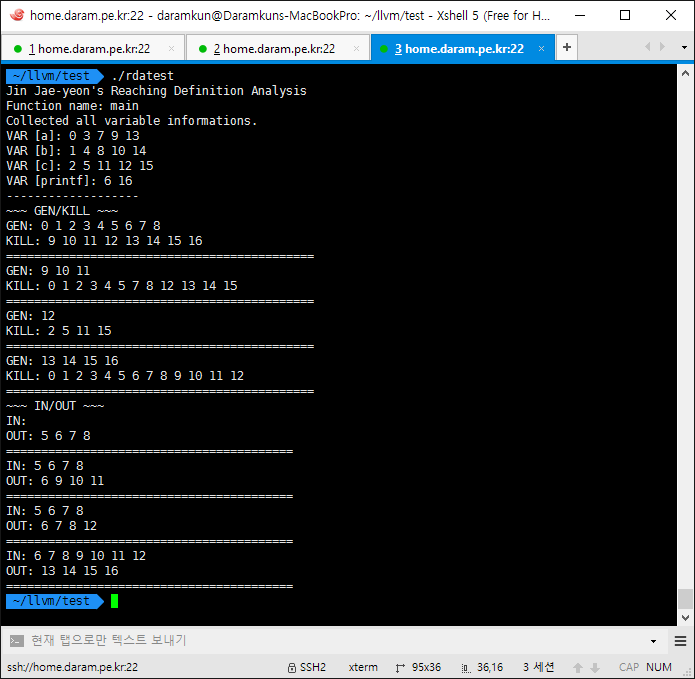 home.daram.pe.kr:22 - daramkun@Daramkuns-MacBookPro: ~/llvm/test - Xshell 5 (Free for H...
1 home.daram.pe.kr:22 × 2 home.daram.pe.kr:22 × 3 home.daram.pe.kr:22 × +
~/llvm/test ./rdatest
Jin Jae-yeon's Reaching Definition Analysis
Function name: main
Collected all variable informations.
VAR [a]: 0 3 7 9 13
VAR [b]: 1 4 8 10 14
VAR [c]: 2 5 11 12 15
VAR [printf]: 6 16
-------------------
~~~ GEN/KILL ~~~
GEN: 0 1 2 3 4 5 6 7 8
KILL: 9 10 11 12 13 14 15 16
============================================
GEN: 9 10 11
KILL: 0 1 2 3 4 5 7 8 12 13 14 15
============================================
GEN: 12
KILL: 2 5 11 15
============================================
GEN: 13 14 15 16
KILL: 0 1 2 3 4 5 6 7 8 9 10 11 12
============================================
~~~ IN/OUT ~~~
IN:
OUT: 5 6 7 8
=========================================
IN: 5 6 7 8
OUT: 6 9 10 11
=========================================
IN: 5 6 7 8
OUT: 6 7 8 12
=========================================
IN: 6 7 8 9 10 11 12
OUT: 13 14 15 16
=========================================
~/llvm/test
현재 탭으로만 텍스트 보내기
ssh://home.daram.pe.kr:22 SSH2 xterm 95x36 36,16 3 세션 CAP NUM